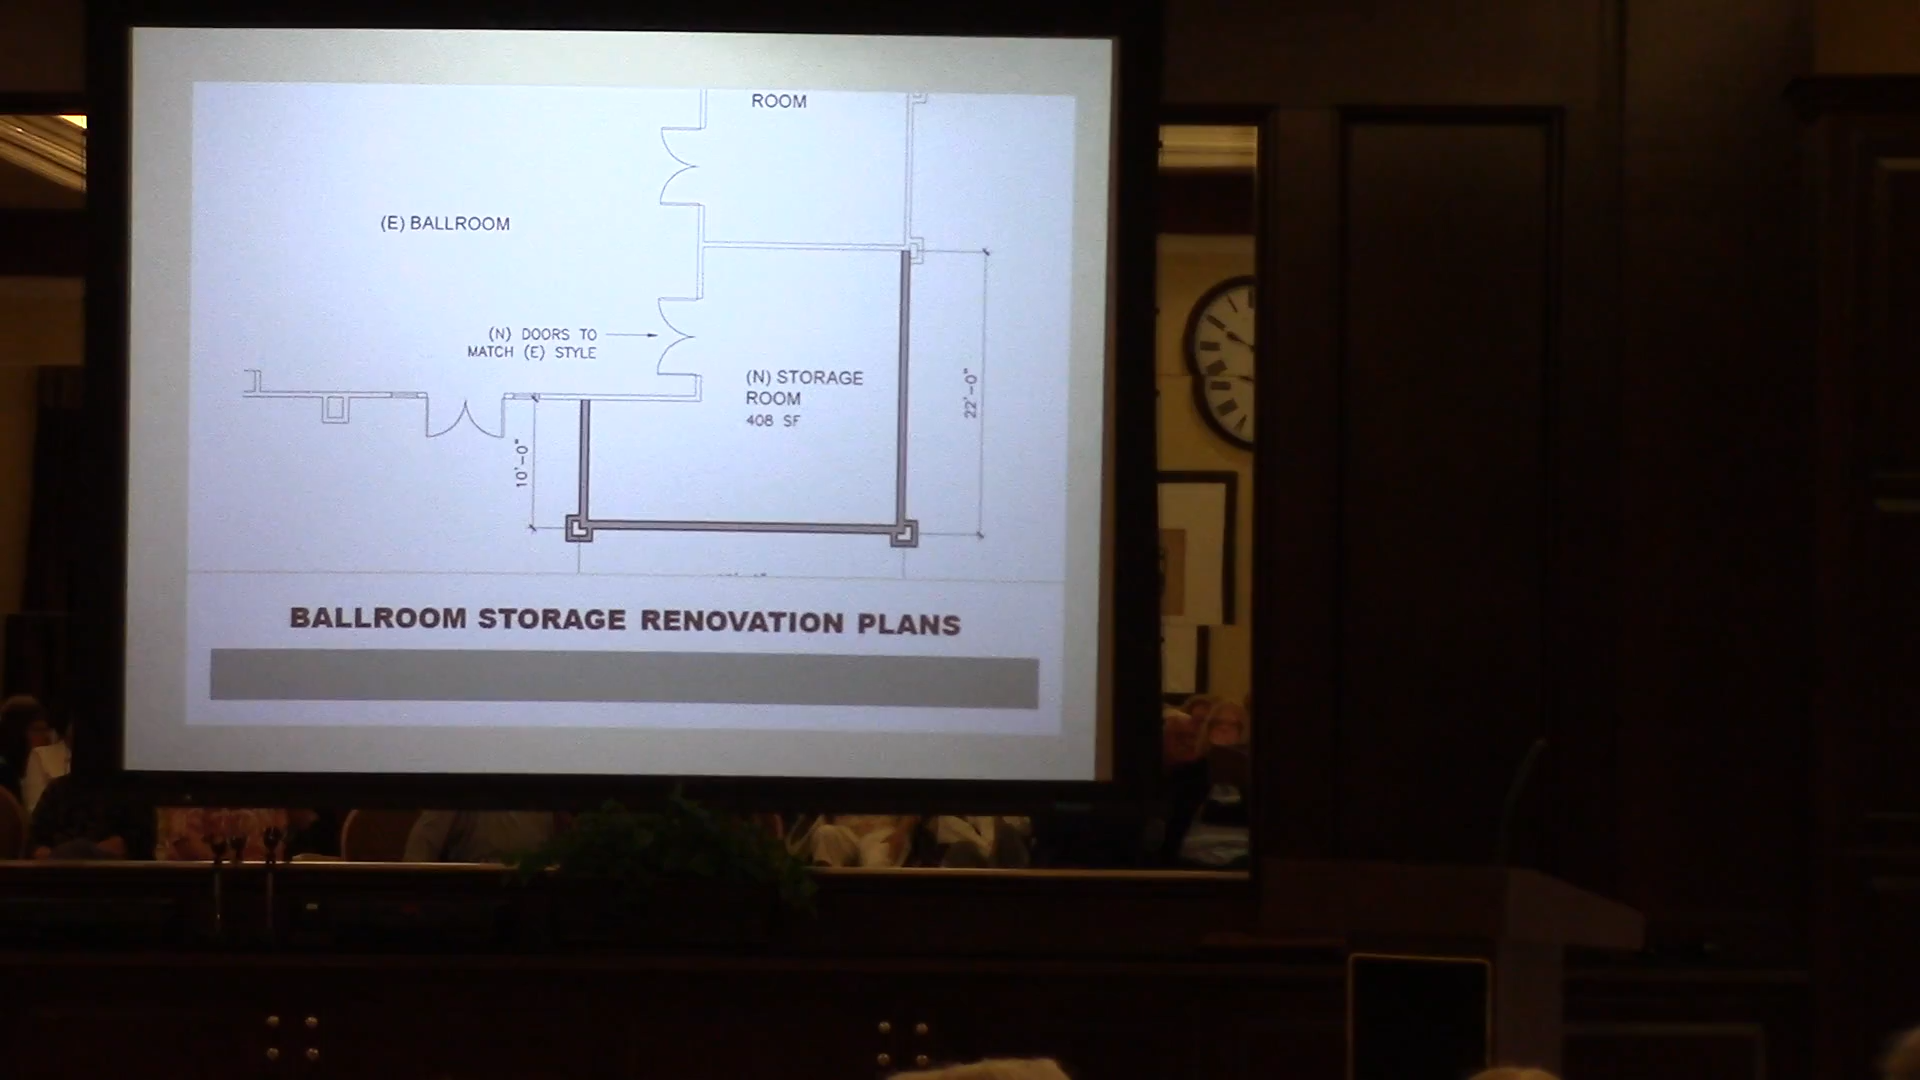 ROOM
(E) BALLROOM
(N) DOORS TO
MATCH (E) STYLE
(N) STORAGE
ROOM
408 SF
22'-0"
10'-0"
BALLROOM STORAGE RENOVATION PLANS